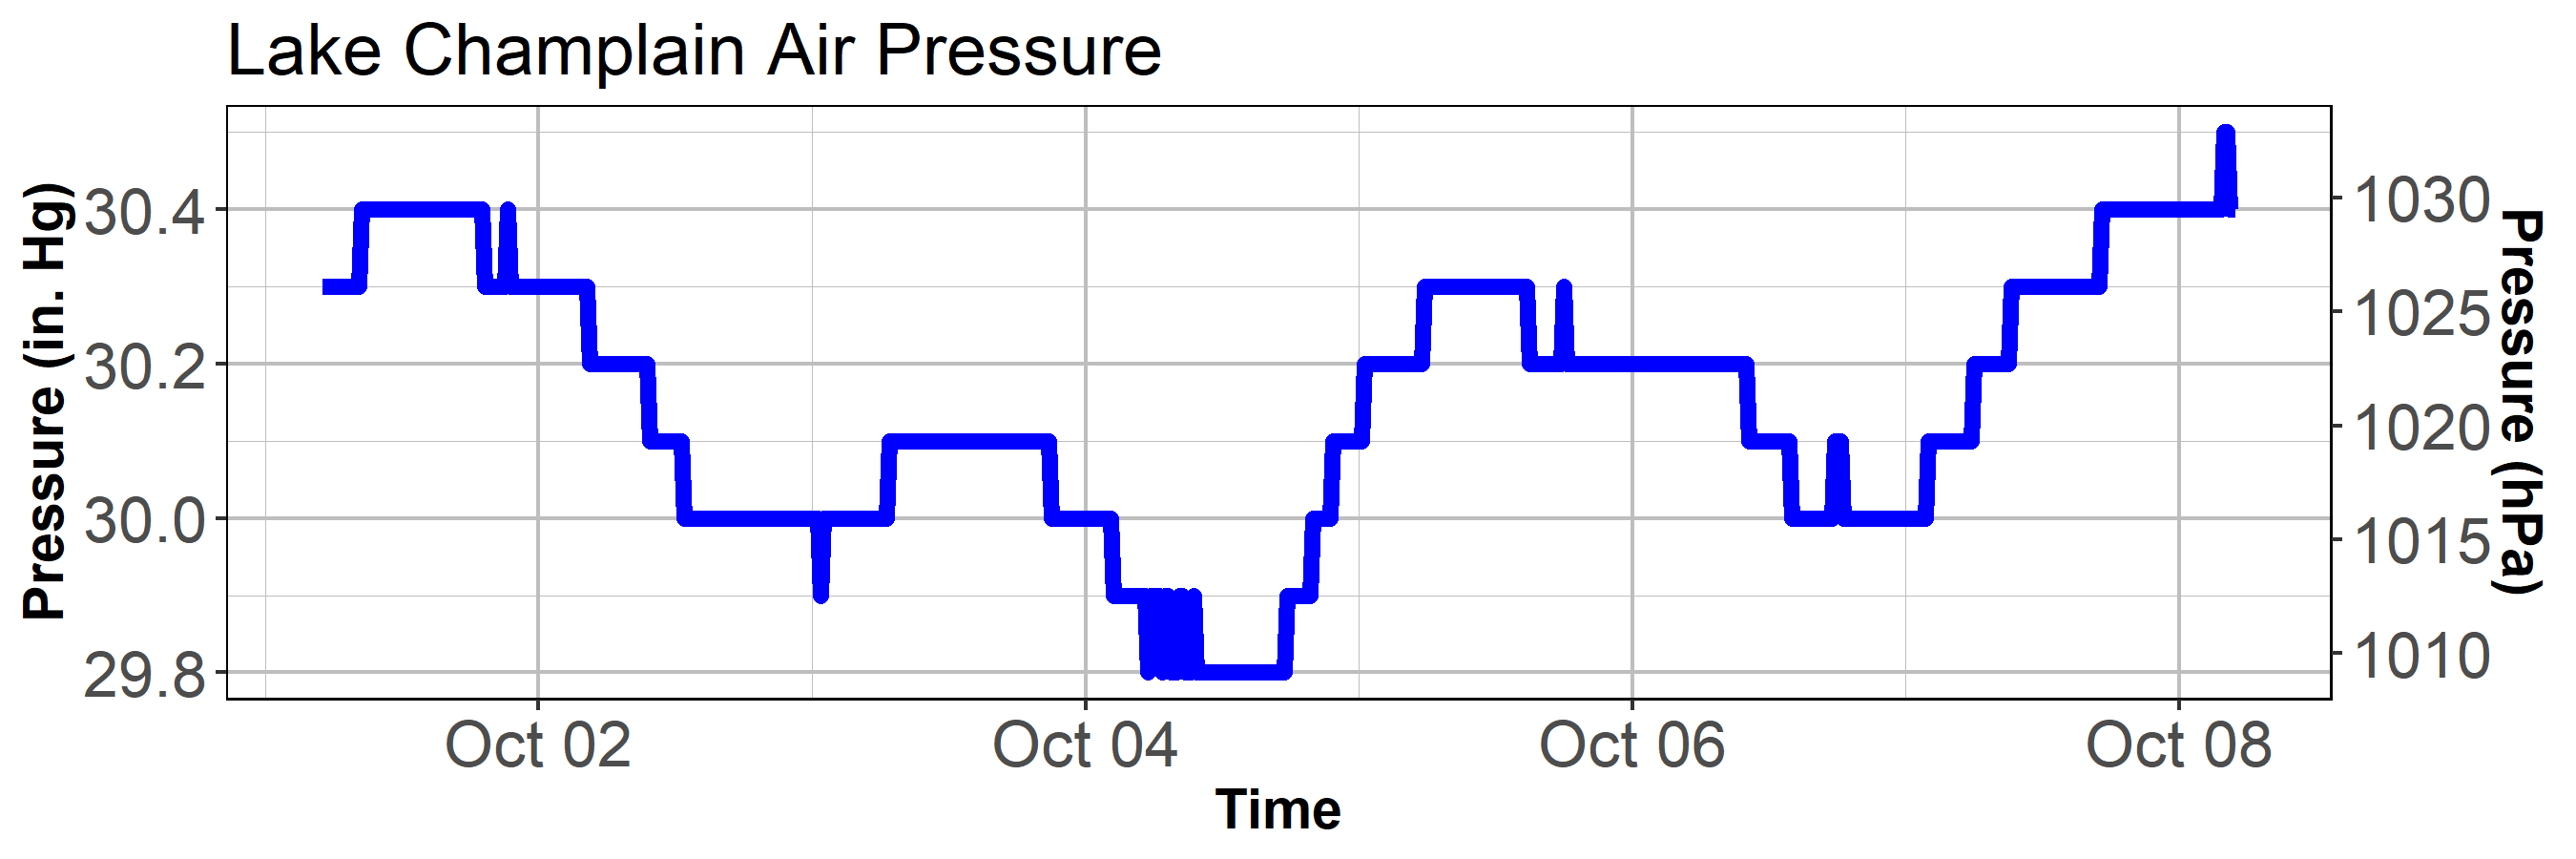 Lake Champlain Air Pressure
Pressure (in. Hg)
30.4
30.2
30.0
29.8
1030
1025
1020
1015
1010
Pressure (hPa)
Oct 02 Oct 04 Oct 06 Oct 08
Time